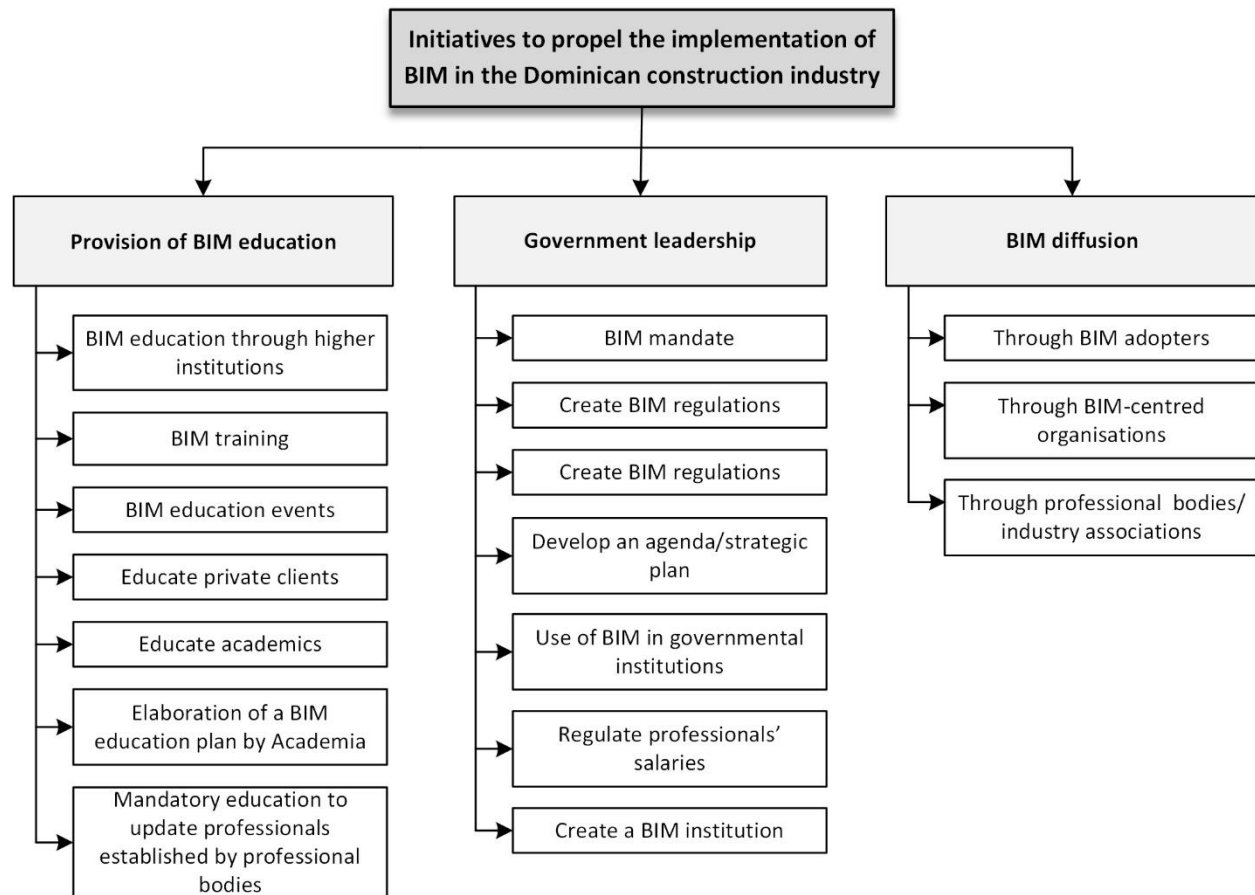 Initiatives to propel the implementation of
BIM in the Dominican construction industry
Provision of BIM education
BIM education through higher
institutions
BIM training
BIM education events
Educate private clients
Educate academics
Elaboration of a BIM
education plan by Academia
Mandatory education to
update professionals
established by professional
bodies
Government leadership
BIM mandate
Create BIM regulations
Create BIM regulations
Develop an agenda/strategic
plan
Use of BIM in governmental
institutions
Regulate professionals’
salaries
Create a BIM institution
BIM diffusion
Through BIM adopters
Through BIM-centred
organisations
Through professional bodies/
industry associations